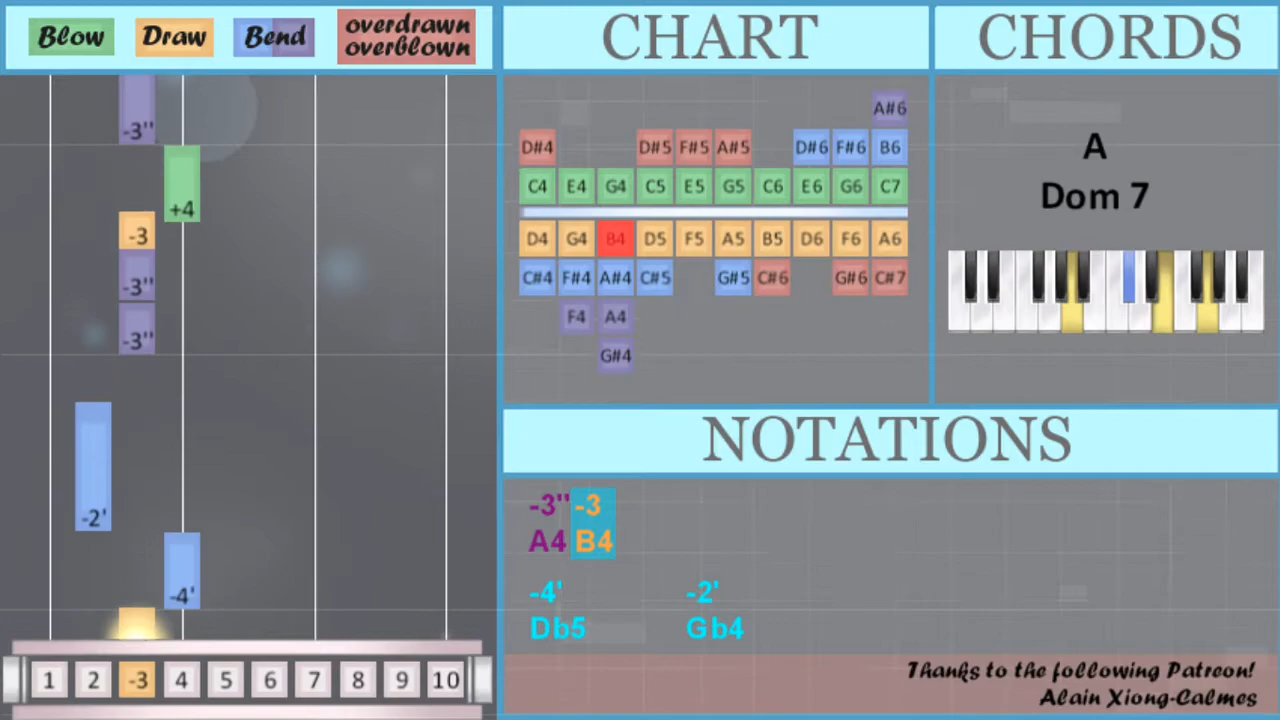 Blow Draw Bend overdrawn
overblown
CHART
CHORDS
-3''
+4
-3
-3''
-3''
-2'
-4'
1 2 -3 4 5 6 7 8 9 10
A#6
D#4 D#5 F#5 A#5 D#6 F#6 B6
C4 E4 G4 C5 E5 G5 C6 E6 G6 C7
D4 G4 B4 D5 F5 A5 B5 D6 F6 A6
C#4 F#4 A#4 C#5 G#5 C#6 G#6 C#7
F4 A4
G#4
A
Dom 7
NOTATIONS
-3'' -3
A4 B4
-4' -2'
Db5 Gb4
Thanks to the following Patreon!
Alain Xiong-Calmes